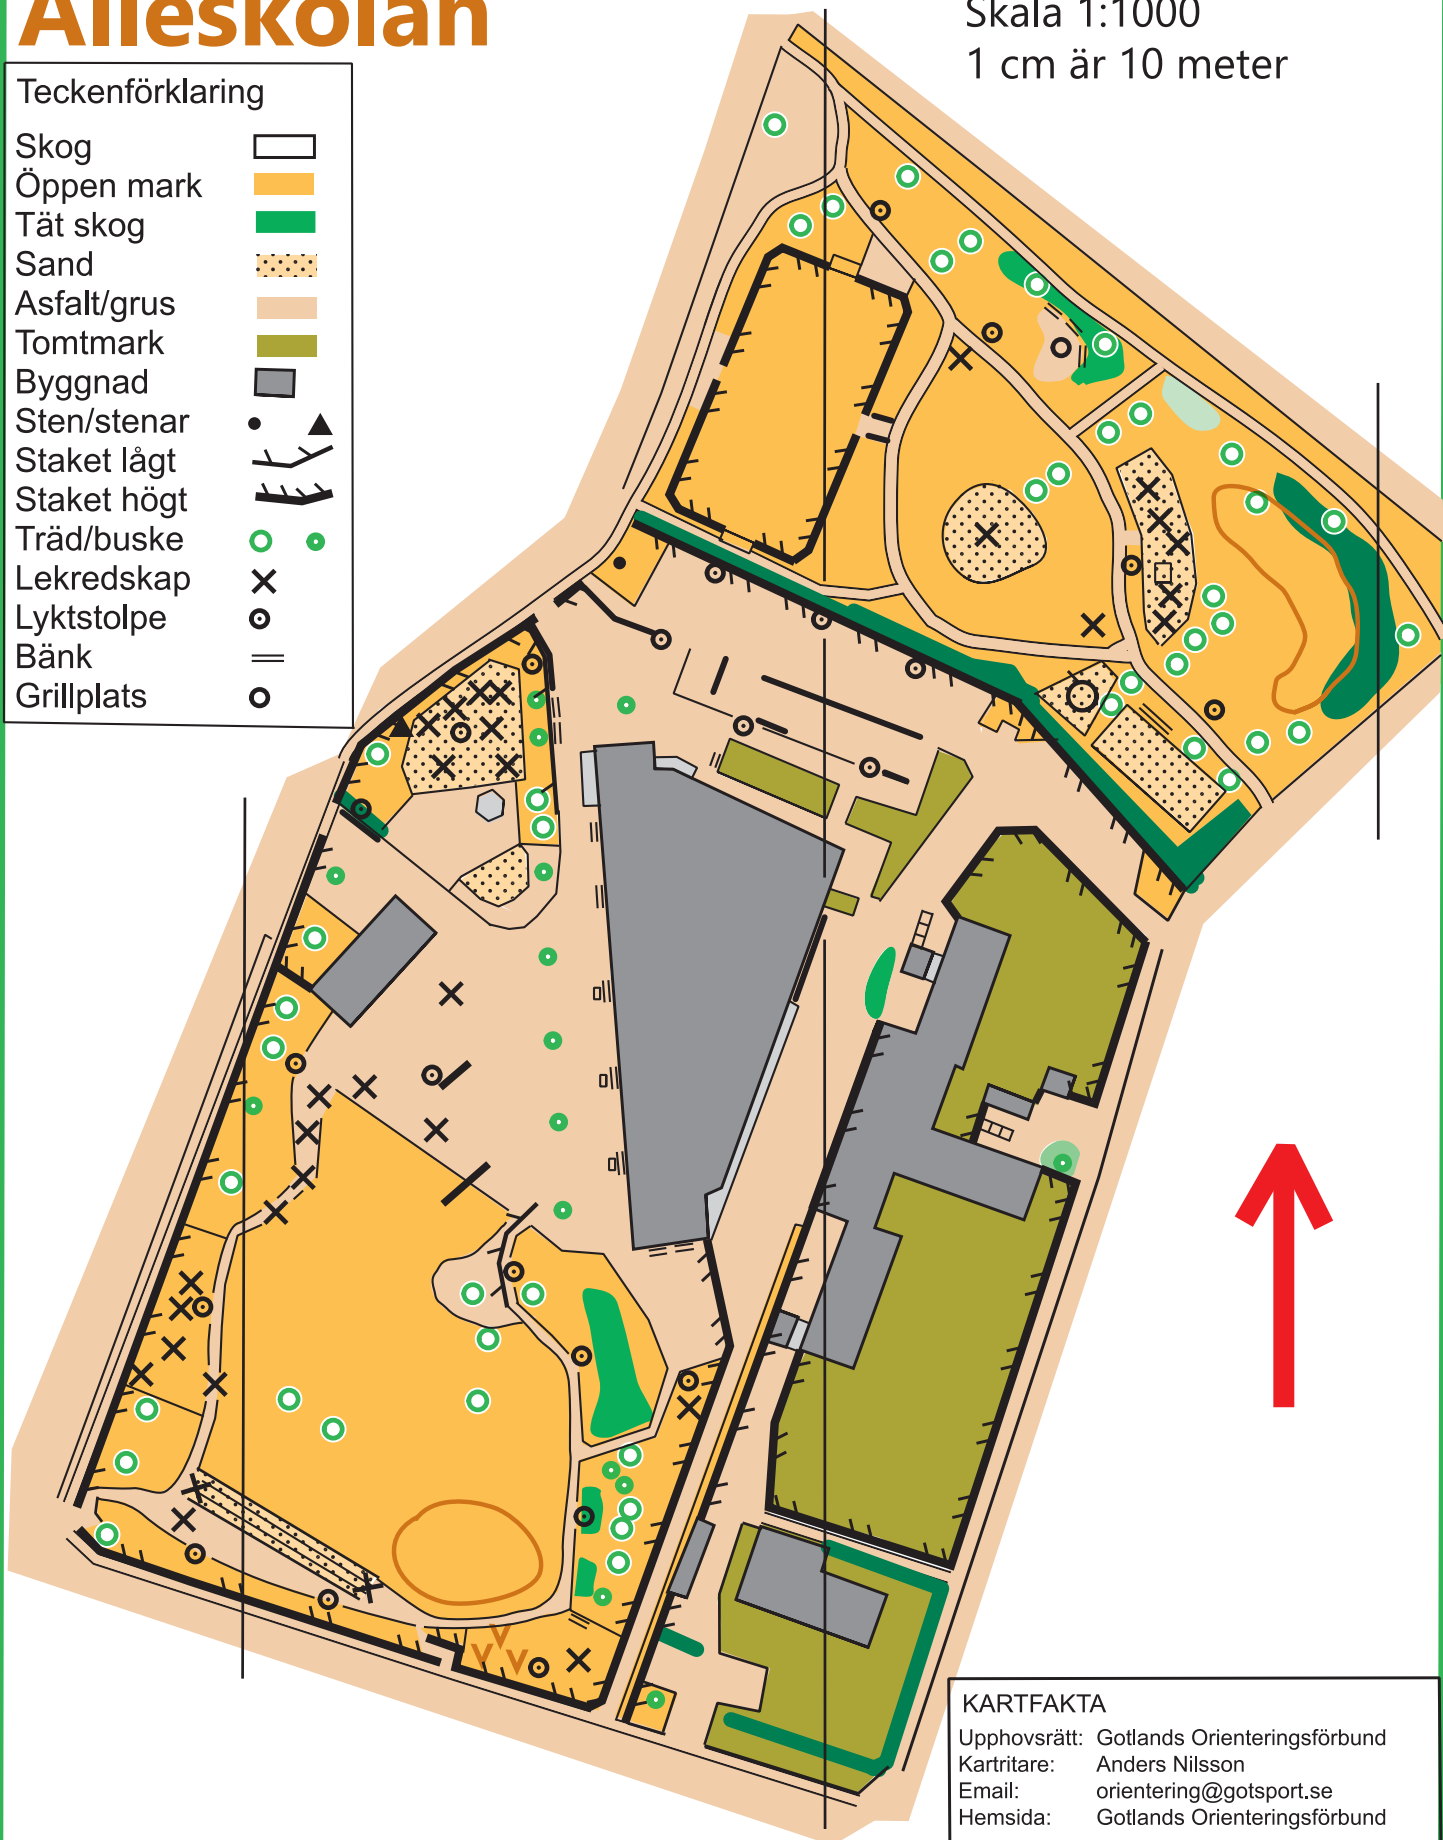 Alléskolan
Skala 1:1000
1 cm är 10 meter
Teckenförklaring
Skog
Öppen mark
Tät skog
Sand
Asfalt/grus
Tomtmark
Byggnad
Sten/stenar
Staket lågt
Staket högt
Träd/buske
Lekredskap
Lyktstolpe
Bänk
Grillplats
KARTFAKTA
Upphovsrätt: Gotlands Orienteringsförbund
Kartritare: Anders Nilsson
Email: orientering@gotsport.se
Hemsida: Gotlands Orienteringsförbund